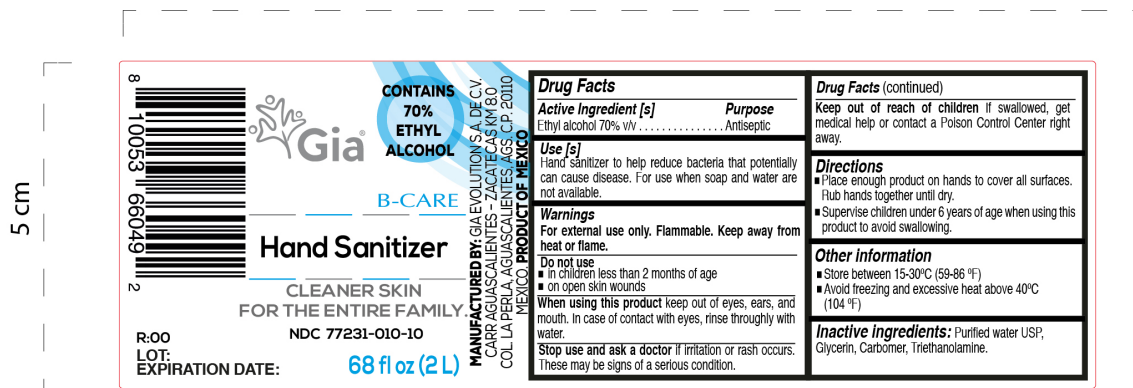 5 cm
8 10053 66049 2
Gia®
CONTAINS
70%
ETHYL
ALCOHOL
B-CARE
Hand Sanitizer
CLEANER SKIN
FOR THE ENTIRE FAMILY.
NDC 77231-010-10
R:00
LOT:
EXPIRATION DATE:
68 fl oz (2 L)
MANUFACTURED BY: GIA EVOLUTION S.A. DE C.V.
CARR AGUASCALIENTES - ZACATECAS KM 8.0
COL. LA PERLA, AGUASCALIENTES, AGS. C.P. 20110
MEXICO. PRODUCT OF MEXICO
Drug Facts
Active Ingredient [s] Purpose
Ethyl alcohol 70% v/v . . . . . . . . . . . . . . . Antiseptic
Use [s]
Hand sanitizer to help reduce bacteria that potentially
can cause disease. For use when soap and water are
not available.
Warnings
For external use only. Flammable. Keep away from
heat or flame.
Do not use
▪ in children less than 2 months of age
▪ on open skin wounds
When using this product keep out of eyes, ears, and
mouth. In case of contact with eyes, rinse throughly with
water.
Stop use and ask a doctor if irritation or rash occurs.
These may be signs of a serious condition.
Drug Facts (continued)
Keep out of reach of children If swallowed, get
medical help or contact a Poison Control Center right
away.
Directions
▪ Place enough product on hands to cover all surfaces.
Rub hands together until dry.
▪ Supervise children under 6 years of age when using this
product to avoid swallowing.
Other information
▪ Store between 15-30ºC (59-86 ºF)
▪ Avoid freezing and excessive heat above 40ºC
(104 ºF)
Inactive ingredients: Purified water USP,
Glycerin, Carbomer, Triethanolamine.